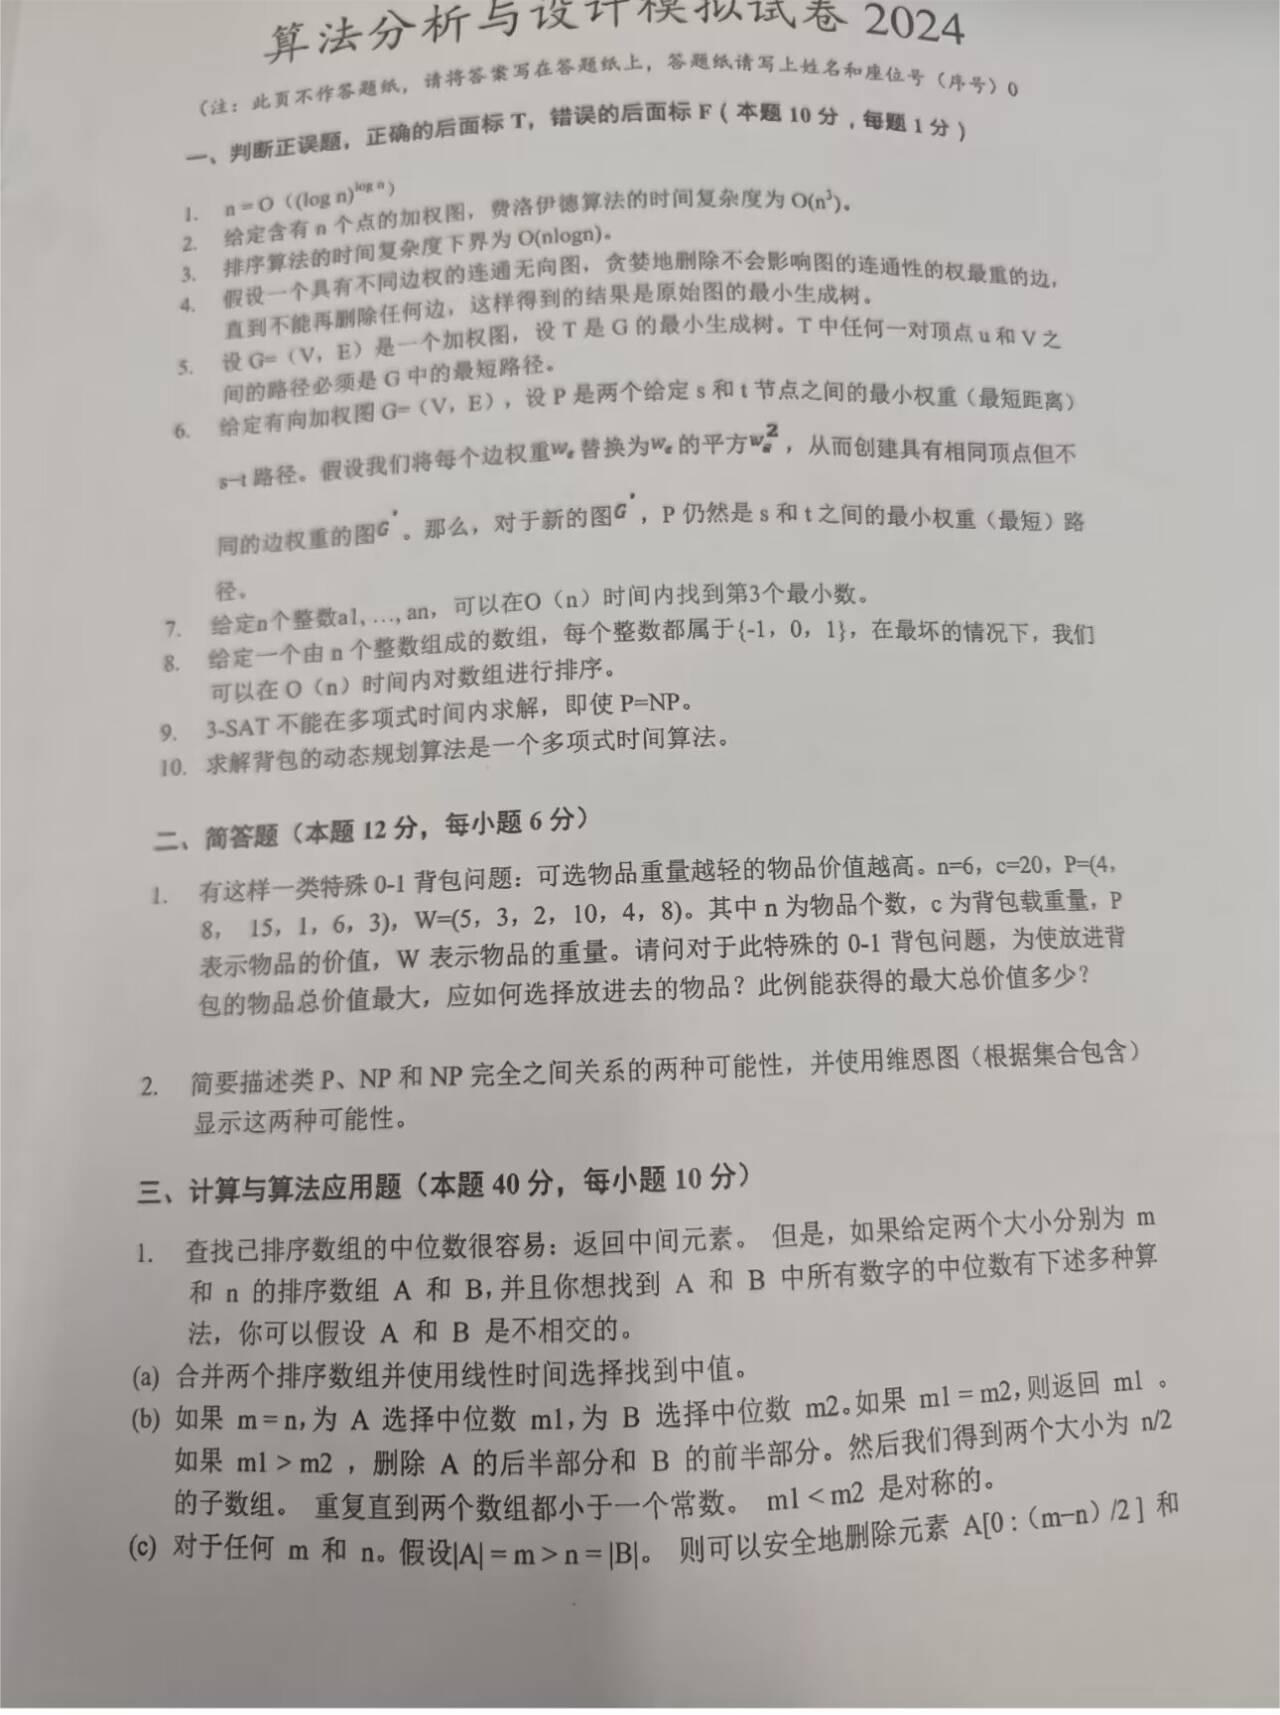 算法分析与设计模拟试卷 2024
（注：此页不作答题纸，请将答案写在答题纸上，答题纸请写上姓名和座位号（序号）0
一、判断正误题，正确的后面标 T，错误的后面标 F（本题 10 分，每题 1 分）
1. n = O（(log n)^{log n}）
2. 给定含有 n 个点的加权图，费洛伊德算法的时间复杂度为 O(n³)。
3. 排序算法的时间复杂度下界为 O(nlogn)。
4. 假设一个具有不同边权的连通无向图，贪婪地删除不会影响图的连通性的权最重的边，
直到不能再删除任何边，这样得到的结果是原始图的最小生成树。
5. 设 G=（V，E）是一个加权图，设 T 是 G 的最小生成树。T 中任何一对顶点 u 和 V 之
间的路径必须是 G 中的最短路径。
6. 给定有向加权图 G=（V，E），设 P 是两个给定 s 和 t 节点之间的最小权重（最短距离）
s–t 路径。假设我们将每个边权重wₑ替换为wₑ的平方wₑ²，从而创建具有相同顶点但不
同的边权重的图G'。那么，对于新的图G'，P 仍然是 s 和 t 之间的最小权重（最短）路
径。
7. 给定n个整数a1, …, an，可以在O（n）时间内找到第3个最小数。
8. 给定一个由 n 个整数组成的数组，每个整数都属于{-1，0，1}，在最坏的情况下，我们
可以在 O（n）时间内对数组进行排序。
9. 3-SAT 不能在多项式时间内求解，即使 P=NP。
10. 求解背包的动态规划算法是一个多项式时间算法。
二、简答题（本题 12 分，每小题 6 分）
1. 有这样一类特殊 0-1 背包问题：可选物品重量越轻的物品价值越高。n=6，c=20，P=(4，
8， 15，1，6，3)，W=(5，3，2，10，4，8)。其中 n 为物品个数，c 为背包载重量，P
表示物品的价值，W 表示物品的重量。请问对于此特殊的 0-1 背包问题，为使放进背
包的物品总价值最大，应如何选择放进去的物品？此例能获得的最大总价值多少？
2. 简要描述类 P、NP 和 NP 完全之间关系的两种可能性，并使用维恩图（根据集合包含）
显示这两种可能性。
三、计算与算法应用题（本题 40 分，每小题 10 分）
1. 查找已排序数组的中位数很容易：返回中间元素。 但是，如果给定两个大小分别为 m
和 n 的排序数组 A 和 B，并且你想找到 A 和 B 中所有数字的中位数有下述多种算
法，你可以假设 A 和 B 是不相交的。
(a) 合并两个排序数组并使用线性时间选择找到中值。
(b) 如果 m = n，为 A 选择中位数 m1，为 B 选择中位数 m2。如果 m1 = m2，则返回 m1 。
如果 m1 > m2 ，删除 A 的后半部分和 B 的前半部分。然后我们得到两个大小为 n/2
的子数组。 重复直到两个数组都小于一个常数。 m1 < m2 是对称的。
(c) 对于任何 m 和 n。假设|A| = m > n = |B|。 则可以安全地删除元素 A[0 :（m–n）/2 ] 和